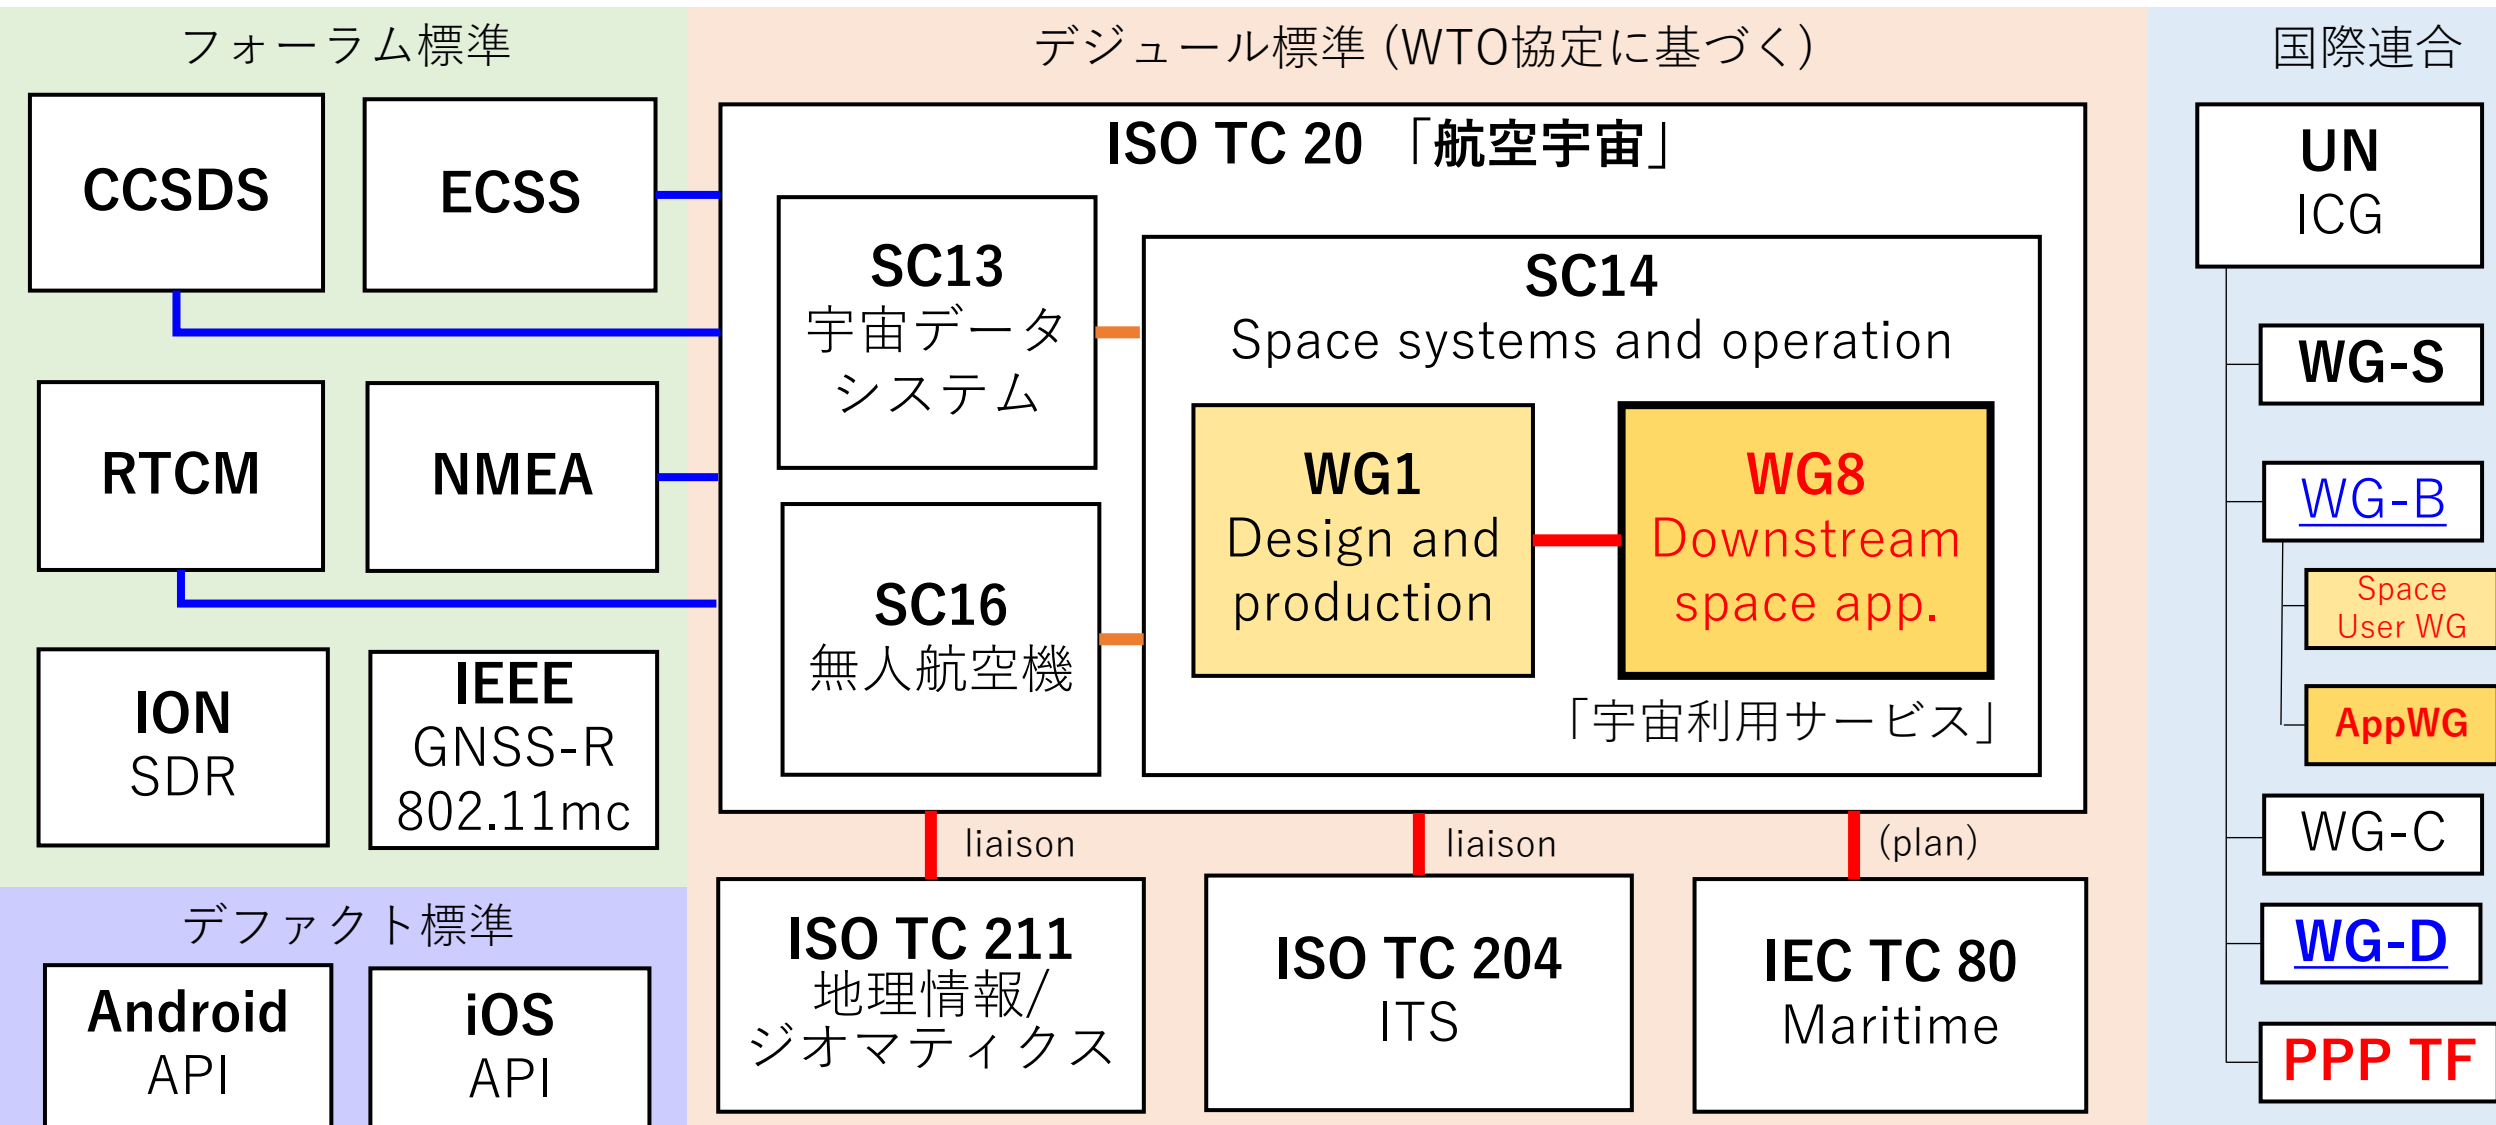 フォーラム標準
CCSDS
ECSS
RTCM
NMEA
ION
SDR
IEEE
GNSS-R
802.11mc
デファクト標準
Android
API
iOS
API
デジュール標準 (WTO協定に基づく)
ISO TC 20 「航空宇宙」
SC13
宇宙データ
システム
SC16
無人航空機
SC14
Space systems and operation
WG1
Design and
production
WG8
Downstream
space app.
「宇宙利用サービス」
liaison
liaison
(plan)
ISO TC 211
地理情報/
ジオマティクス
ISO TC 204
ITS
IEC TC 80
Maritime
国際連合
UN
ICG
WG-S
WG-B
Space
User WG
AppWG
WG-C
WG-D
PPP TF